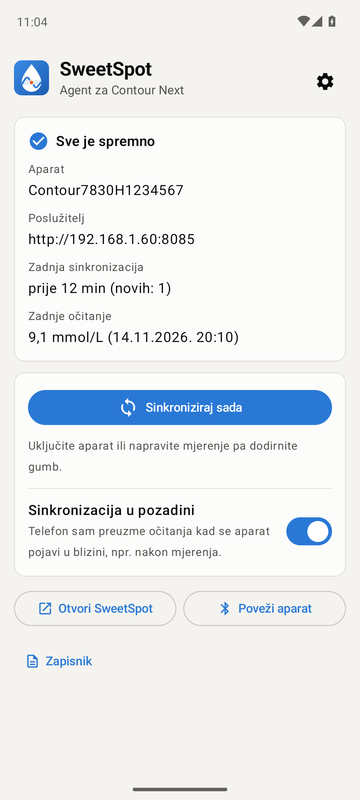 11:04
SweetSpot
Agent za Contour Next
Sve je spremno
Aparat
Contour7830H1234567
Poslužitelj
http://192.168.1.60:8085
Zadnja sinkronizacija
prije 12 min (novih: 1)
Zadnje očitanje
9,1 mmol/L (14.11.2026. 20:10)
Sinkroniziraj sada
Uključite aparat ili napravite mjerenje pa dodirnite
gumb.
Sinkronizacija u pozadini
Telefon sam preuzme očitanja kad se aparat
pojavi u blizini, npr. nakon mjerenja.
Otvori SweetSpot
Poveži aparat
Zapisnik